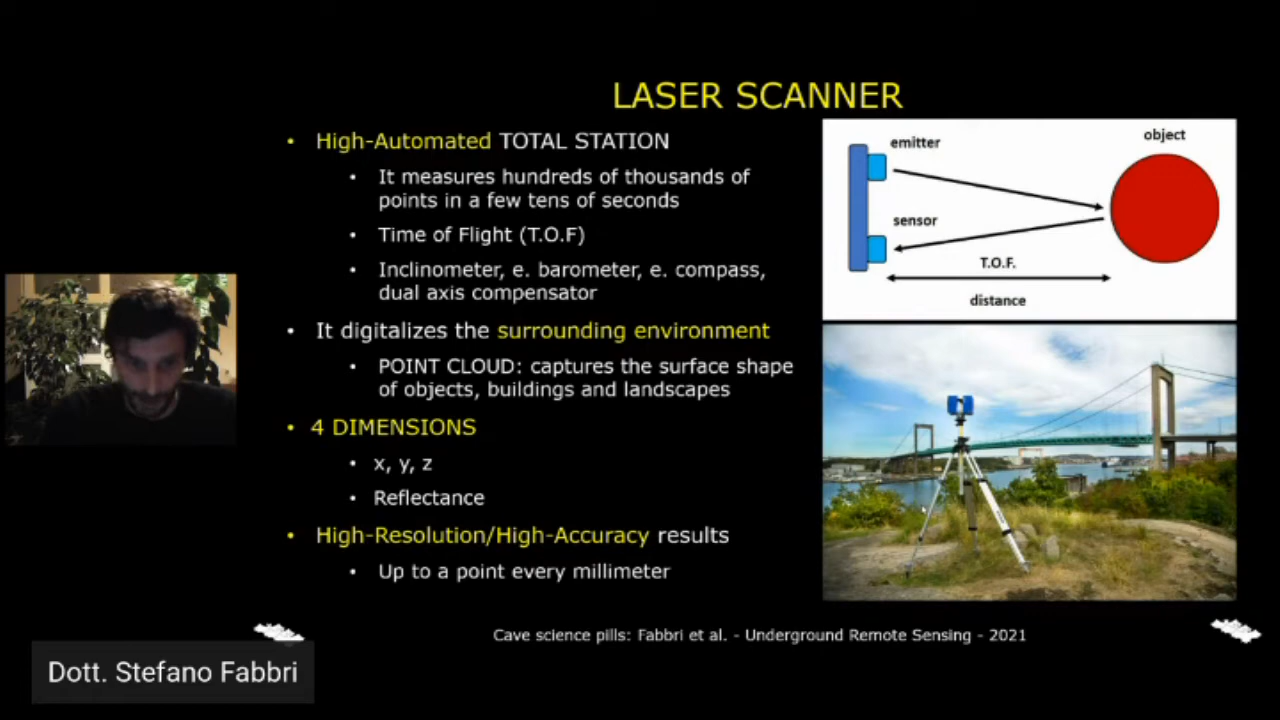 LASER SCANNER
• High-Automated TOTAL STATION
• It measures hundreds of thousands of
points in a few tens of seconds
• Time of Flight (T.O.F)
• Inclinometer, e. barometer, e. compass,
dual axis compensator
• It digitalizes the surrounding environment
• POINT CLOUD: captures the surface shape
of objects, buildings and landscapes
• 4 DIMENSIONS
• x, y, z
• Reflectance
• High-Resolution/High-Accuracy results
• Up to a point every millimeter
emitter
object
sensor
T.O.F.
distance
Cave science pills: Fabbri et al. - Underground Remote Sensing - 2021
Dott. Stefano Fabbri